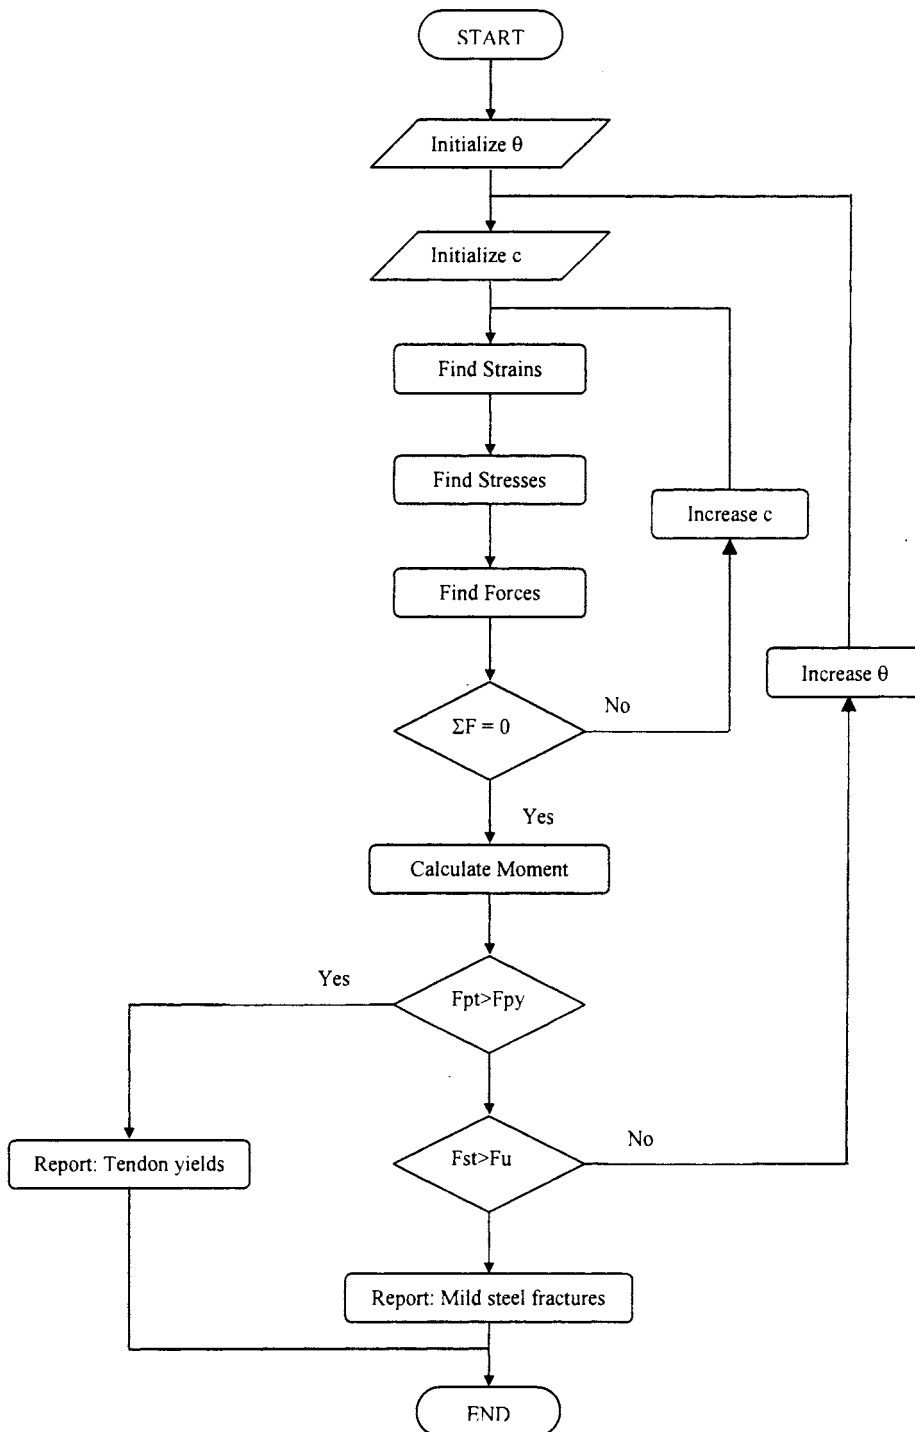 START
Initialize θ
Initialize c
Find Strains
Find Stresses
Increase c
Find Forces
Increase θ
No
ΣF = 0
Yes
Calculate Moment
Yes
Fpt>Fpy
No
Fst>Fu
Report: Tendon yields
Report: Mild steel fractures
END